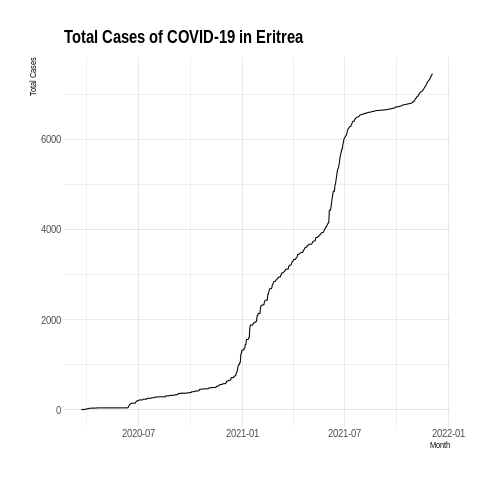 Total Cases of COVID-19 in Eritrea
Total Cases
6000
4000
2000
0
2020-07
2021-01
2021-07
2022-01
Month